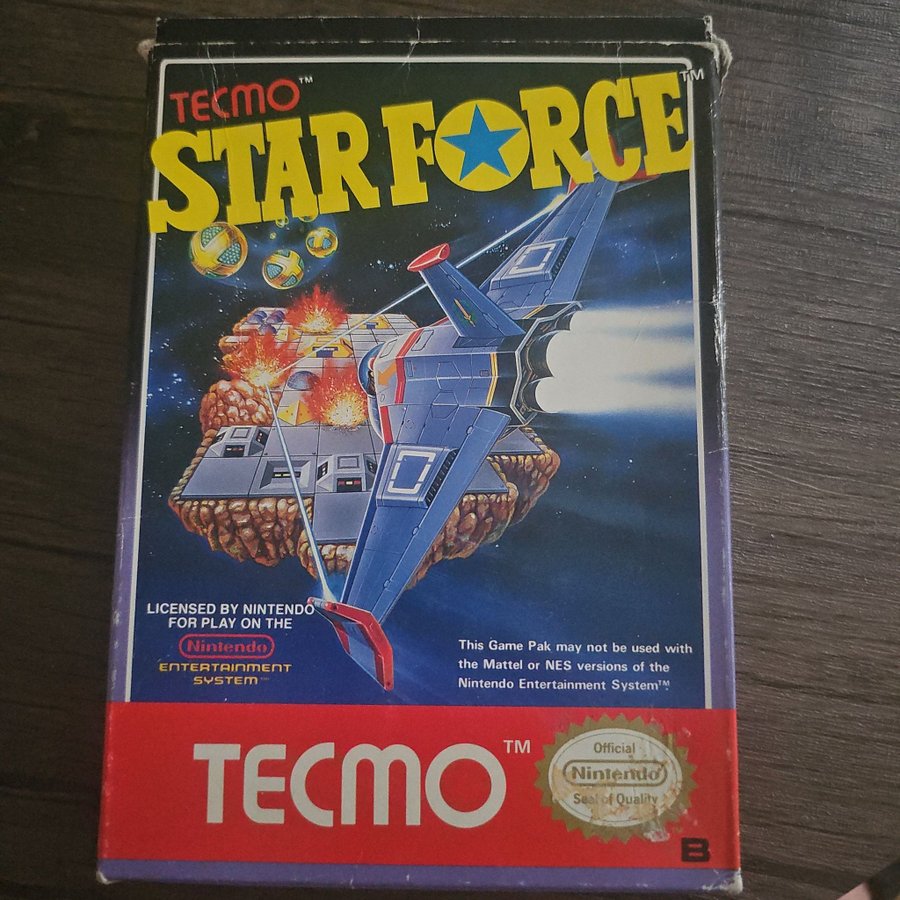 TECMO™
STAR FORCE™
LICENSED BY NINTENDO
FOR PLAY ON THE
Nintendo
ENTERTAINMENT
SYSTEM™
This Game Pak may not be used with
the Mattel or NES versions of the
Nintendo Entertainment System™
TECMO™
Official
Nintendo
Seal of Quality
B